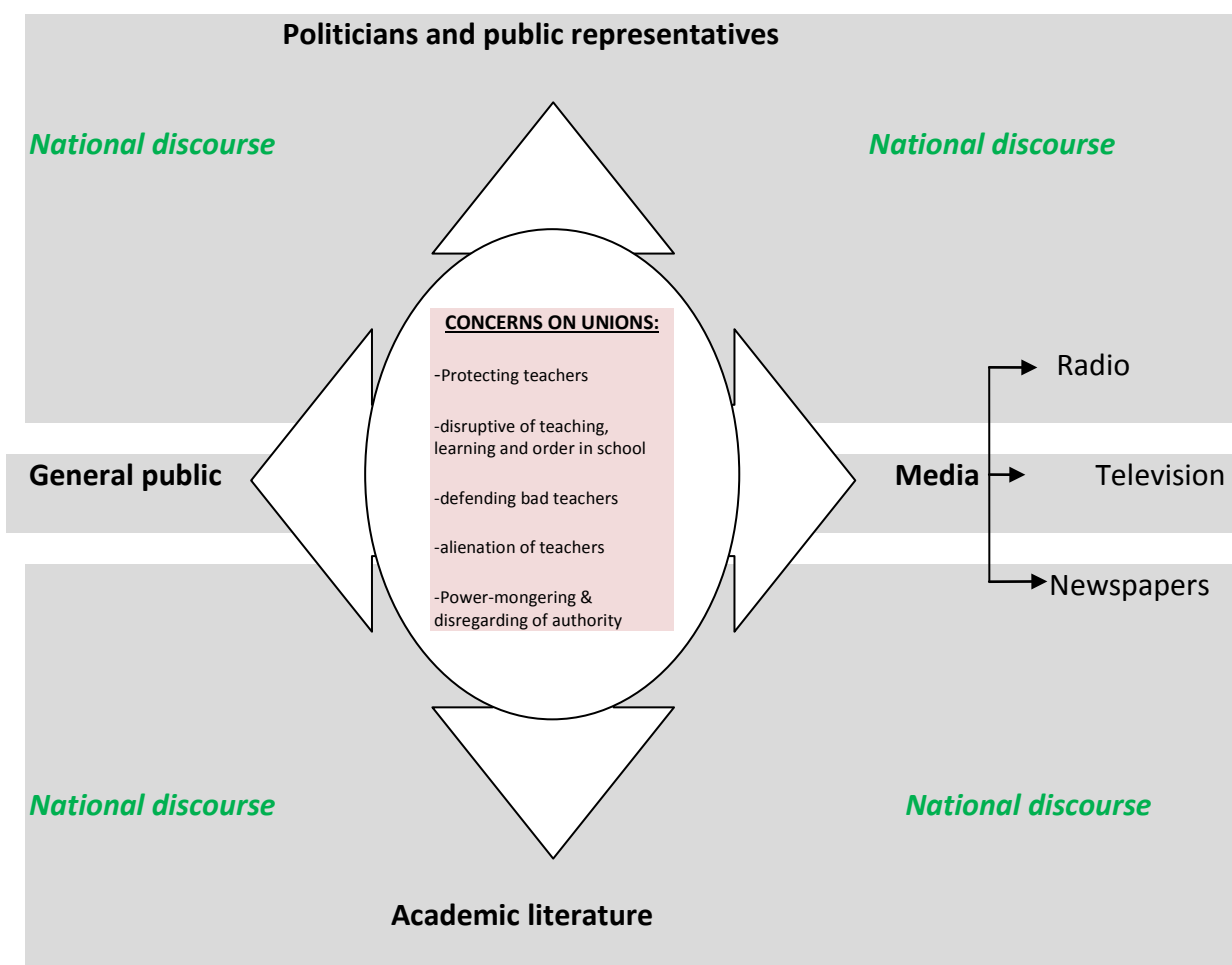 Politicians and public representatives
National discourse
National discourse
CONCERNS ON UNIONS:
-Protecting teachers
-disruptive of teaching,
learning and order in school
-defending bad teachers
-alienation of teachers
-Power-mongering &
disregarding of authority
General public
Media
Radio
Television
Newspapers
National discourse
National discourse
Academic literature